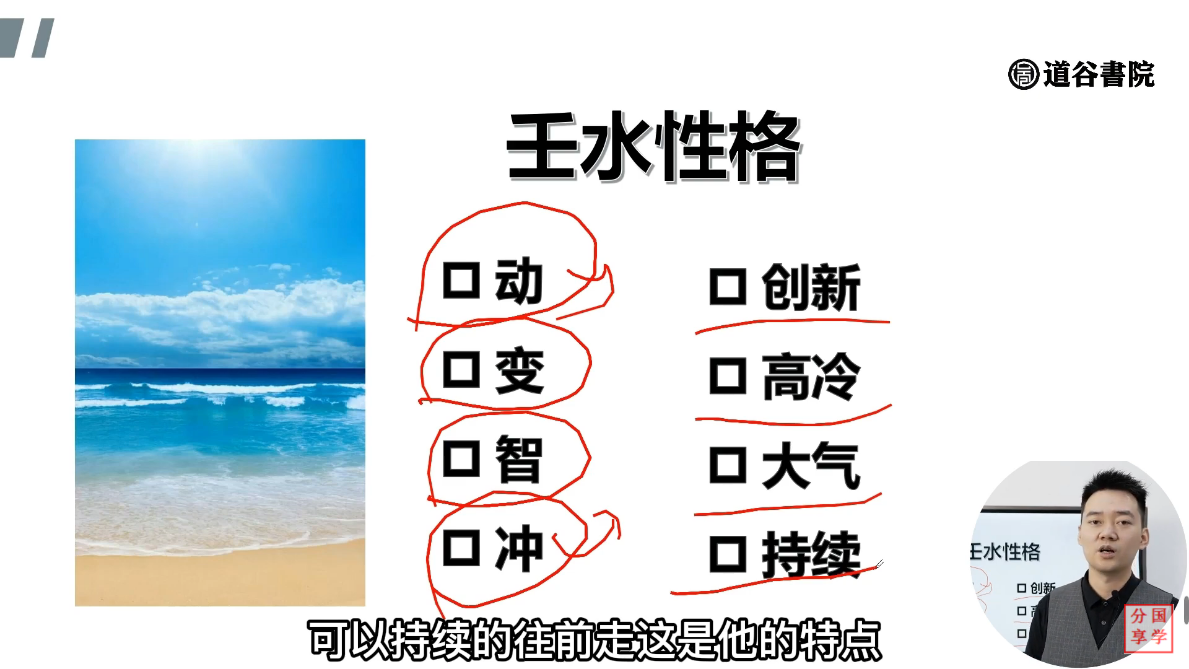 道谷書院
壬水性格
动
变
智
冲
创新
高冷
大气
持续
壬水性格
创新
分国
享学
可以持续的往前走这是他的特点